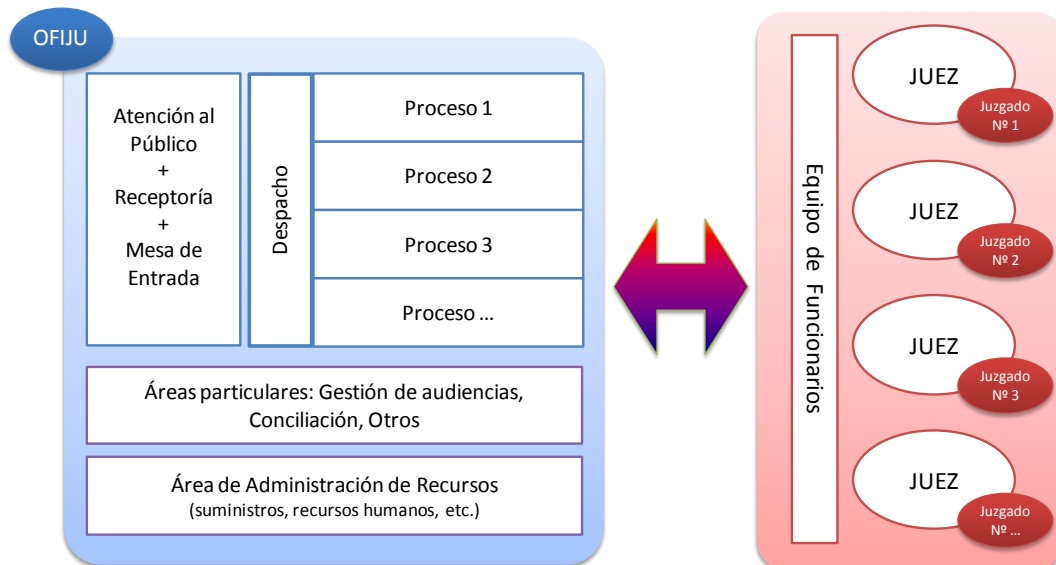 OFIJU
Atención al
Público
+
Receptoría
+
Mesa de
Entrada
Despacho
Proceso 1
Proceso 2
Proceso 3
Proceso ...
Áreas particulares: Gestión de audiencias,
Conciliación, Otros
Área de Administración de Recursos
(suministros, recursos humanos, etc.)
Equipo de Funcionarios
JUEZ
Juzgado
Nº 1
JUEZ
Juzgado
Nº 2
JUEZ
Juzgado
Nº 3
JUEZ
Juzgado
Nº ...